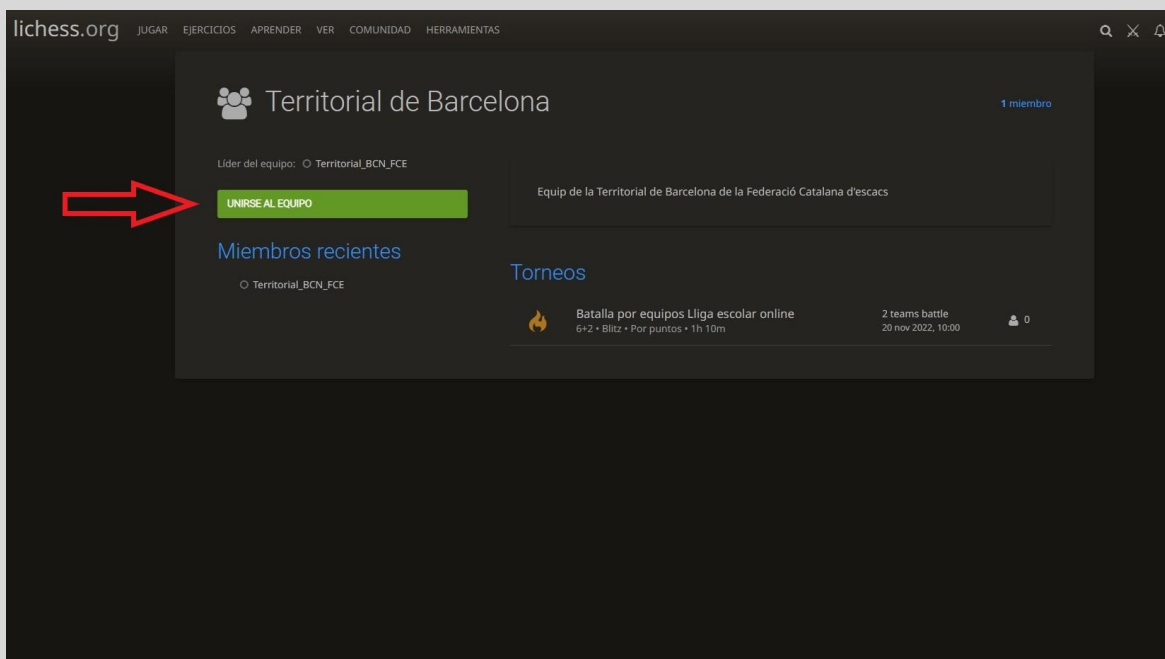 lichess.org JUGAR EJERCICIOS APRENDER VER COMUNIDAD HERRAMIENTAS
Territorial de Barcelona
1 miembro
Líder del equipo: Territorial_BCN_FCE
UNIRSE AL EQUIPO
Equip de la Territorial de Barcelona de la Federació Catalana d'escacs
Miembros recientes
Territorial_BCN_FCE
Torneos
Batalla por equipos Lliga escolar online
6+2 • Blitz • Por puntos • 1h 10m
2 teams battle
20 nov 2022, 10:00
0